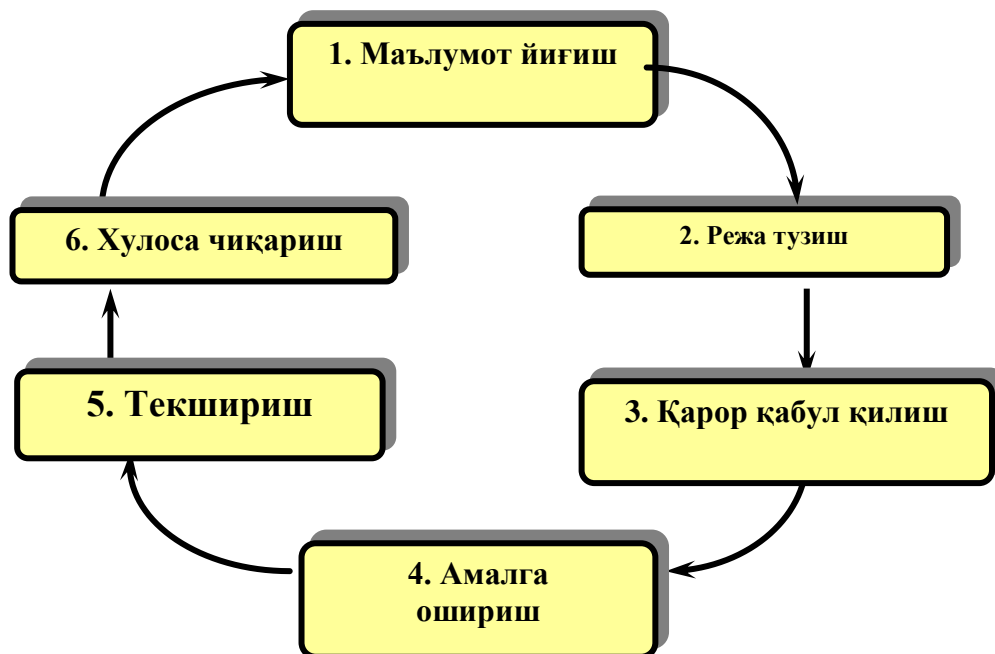 1. Маълумот йиғиш
2. Режа тузиш
3. Қарор қабул қилиш
4. Амалга
ошириш
5. Текшириш
6. Хулоса чиқариш